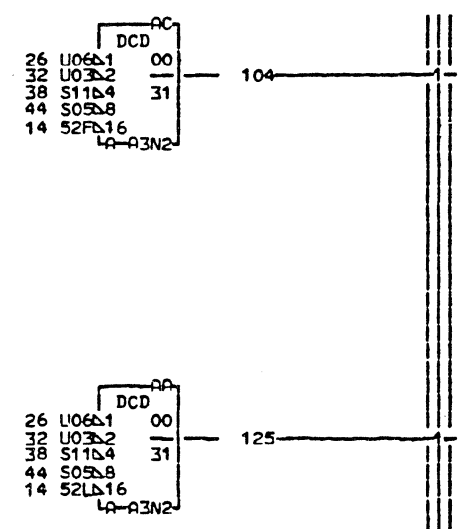 AC
DCD
26 U06 1 00
32 U03 2 104 1
38 S11 4 31
44 S05 8
14 52F 16
A A3N2
AA
DCD
26 U06 1 00
32 U03 2 125 1
38 S11 4 31
44 S05 8
14 52L 16
A A3N2